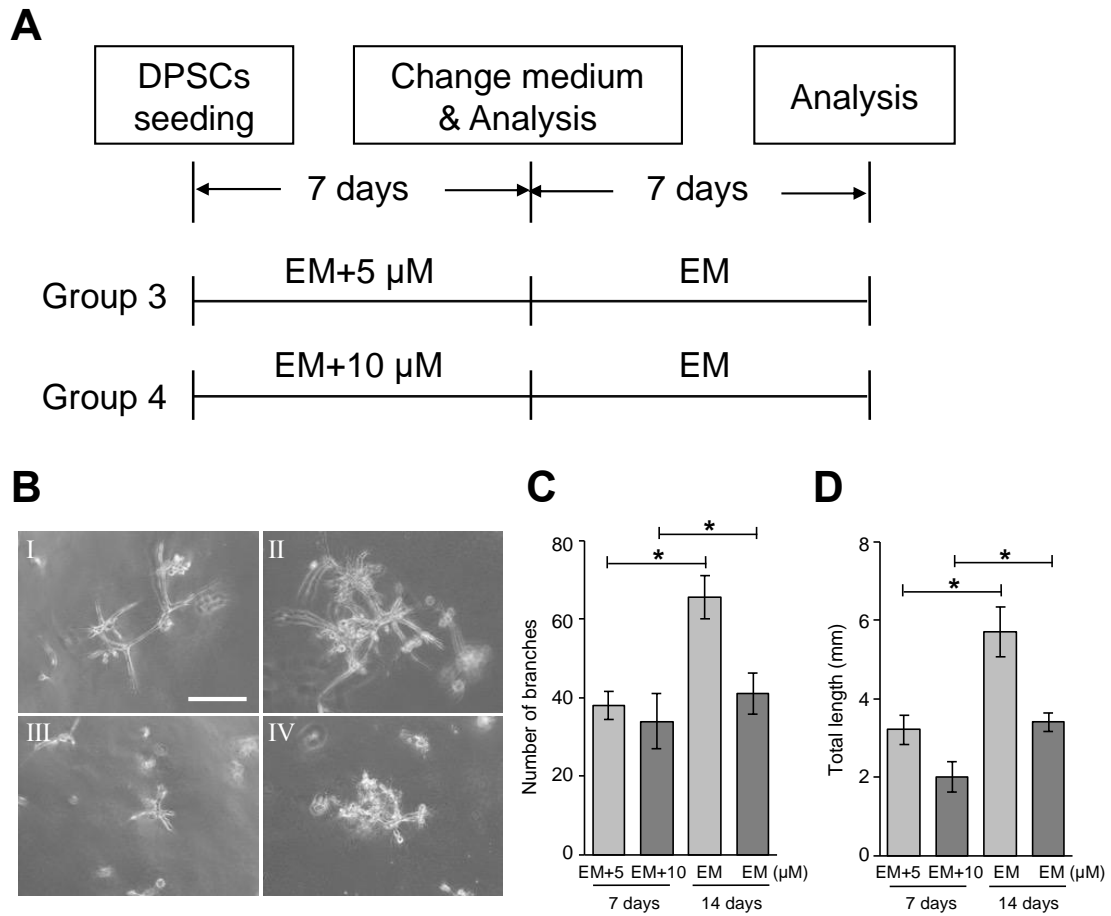 A
DPSCs
seeding
Change medium
& Analysis
Analysis
7 days
7 days
Group 3
EM+5 µM
EM
Group 4
EM+10 µM
EM
B
I
II
III
IV
C
Number of branches
80
60
40
20
0
*
*
EM+5 EM+10 EM EM (µM)
7 days 14 days
D
Total length (mm)
8
6
4
2
0
*
*
EM+5 EM+10 EM EM (µM)
7 days 14 days